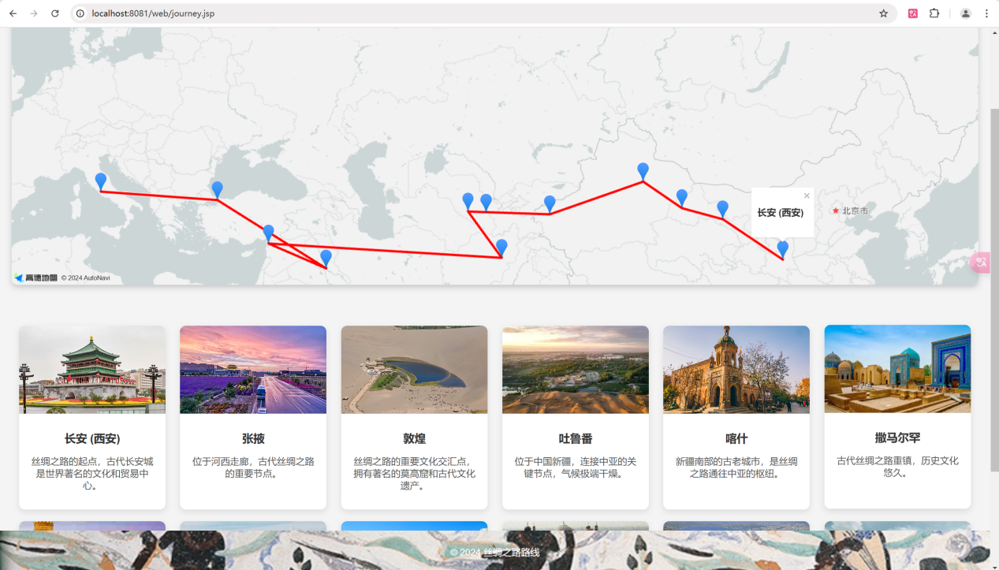 localhost:8081/web/journey.jsp
长安 (西安)
北京市
高德地图 © 2024 AutoNavi
长安 (西安)
丝绸之路的起点，古代长安城
是世界著名的文化和贸易中
心。
张掖
位于河西走廊，古代丝绸之路
的重要节点。
敦煌
丝绸之路的重要文化交汇点，
拥有著名的莫高窟和古代文化
遗产。
吐鲁番
位于中国新疆，连接中亚的关
键节点，气候极端干燥。
喀什
新疆南部的古老城市，是丝绸
之路通往中亚的枢纽。
撒马尔罕
古代丝绸之路重镇，历史文化
悠久。
© 2024 丝绸之路路线